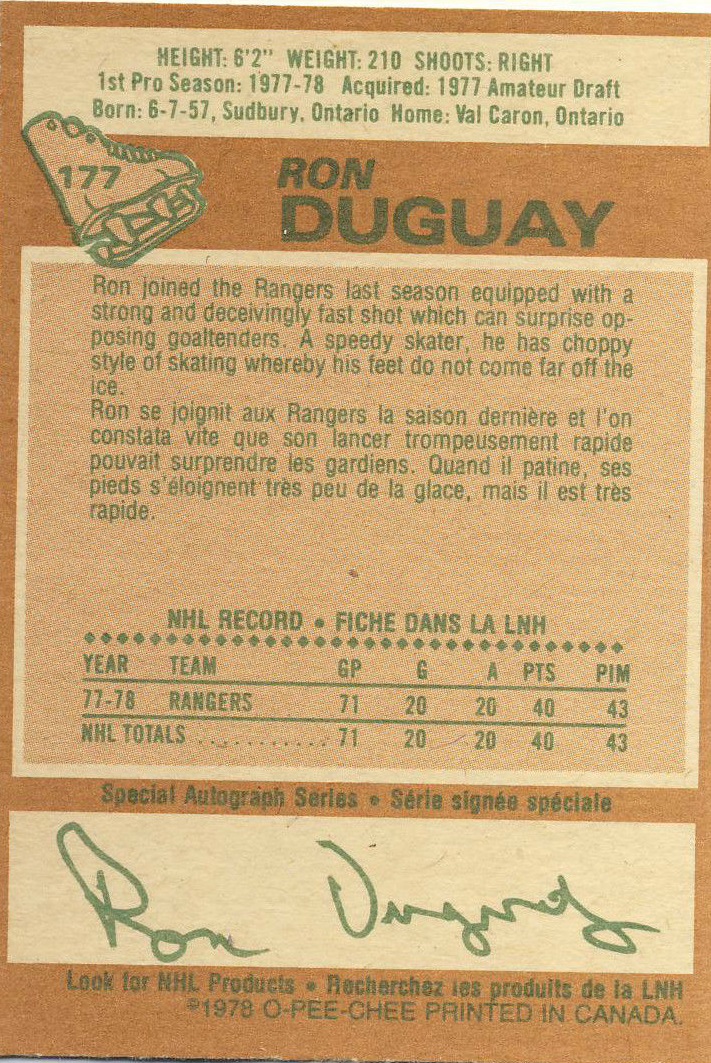 HEIGHT: 6'2" WEIGHT: 210 SHOOTS: RIGHT
1st Pro Season: 1977-78 Acquired: 1977 Amateur Draft
Born: 6-7-57, Sudbury, Ontario Home: Val Caron, Ontario
177
RON
DUGUAY
Ron joined the Rangers last season equipped with a
strong and deceivingly fast shot which can surprise op-
posing goaltenders. A speedy skater, he has choppy
style of skating whereby his feet do not come far off the
ice.
Ron se joignit aux Rangers la saison dernière et l'on
constata vite que son lancer trompeusement rapide
pouvait surprendre les gardiens. Quand il patine, ses
pieds s'éloignent très peu de la glace, mais il est très
rapide.
NHL RECORD • FICHE DANS LA LNH
YEAR TEAM GP G A PTS PIM
77-78 RANGERS 71 20 20 40 43
NHL TOTALS ............ 71 20 20 40 43
Special Autograph Series • Série signée spéciale
Ron Duguay
Look for NHL Products • Recherchez les produits de la LNH
©1978 O-PEE-CHEE PRINTED IN CANADA.